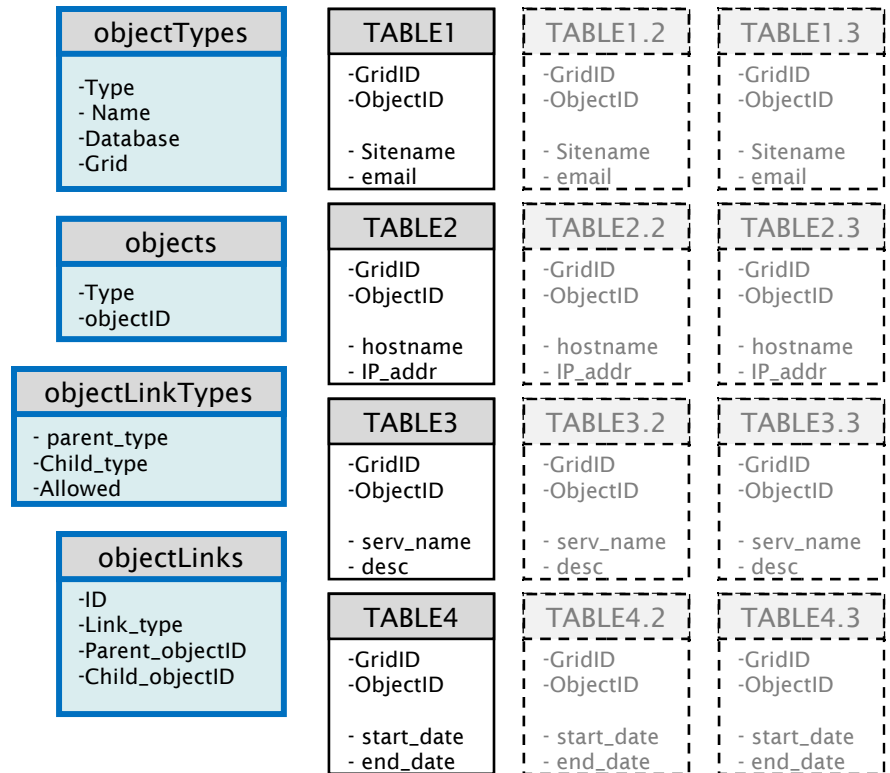 objectTypes
-Type
- Name
-Database
-Grid
objects
-Type
-objectID
objectLinkTypes
- parent_type
-Child_type
-Allowed
objectLinks
-ID
-Link_type
-Parent_objectID
-Child_objectID
TABLE1
-GridID
-ObjectID
- Sitename
- email
TABLE2
-GridID
-ObjectID
- hostname
- IP_addr
TABLE3
-GridID
-ObjectID
- serv_name
- desc
TABLE4
-GridID
-ObjectID
- start_date
- end_date
TABLE1.2
-GridID
-ObjectID
- Sitename
- email
TABLE2.2
-GridID
-ObjectID
- hostname
- IP_addr
TABLE3.2
-GridID
-ObjectID
- serv_name
- desc
TABLE4.2
-GridID
-ObjectID
- start_date
- end_date
TABLE1.3
-GridID
-ObjectID
- Sitename
- email
TABLE2.3
-GridID
-ObjectID
- hostname
- IP_addr
TABLE3.3
-GridID
-ObjectID
- serv_name
- desc
TABLE4.3
-GridID
-ObjectID
- start_date
- end_date